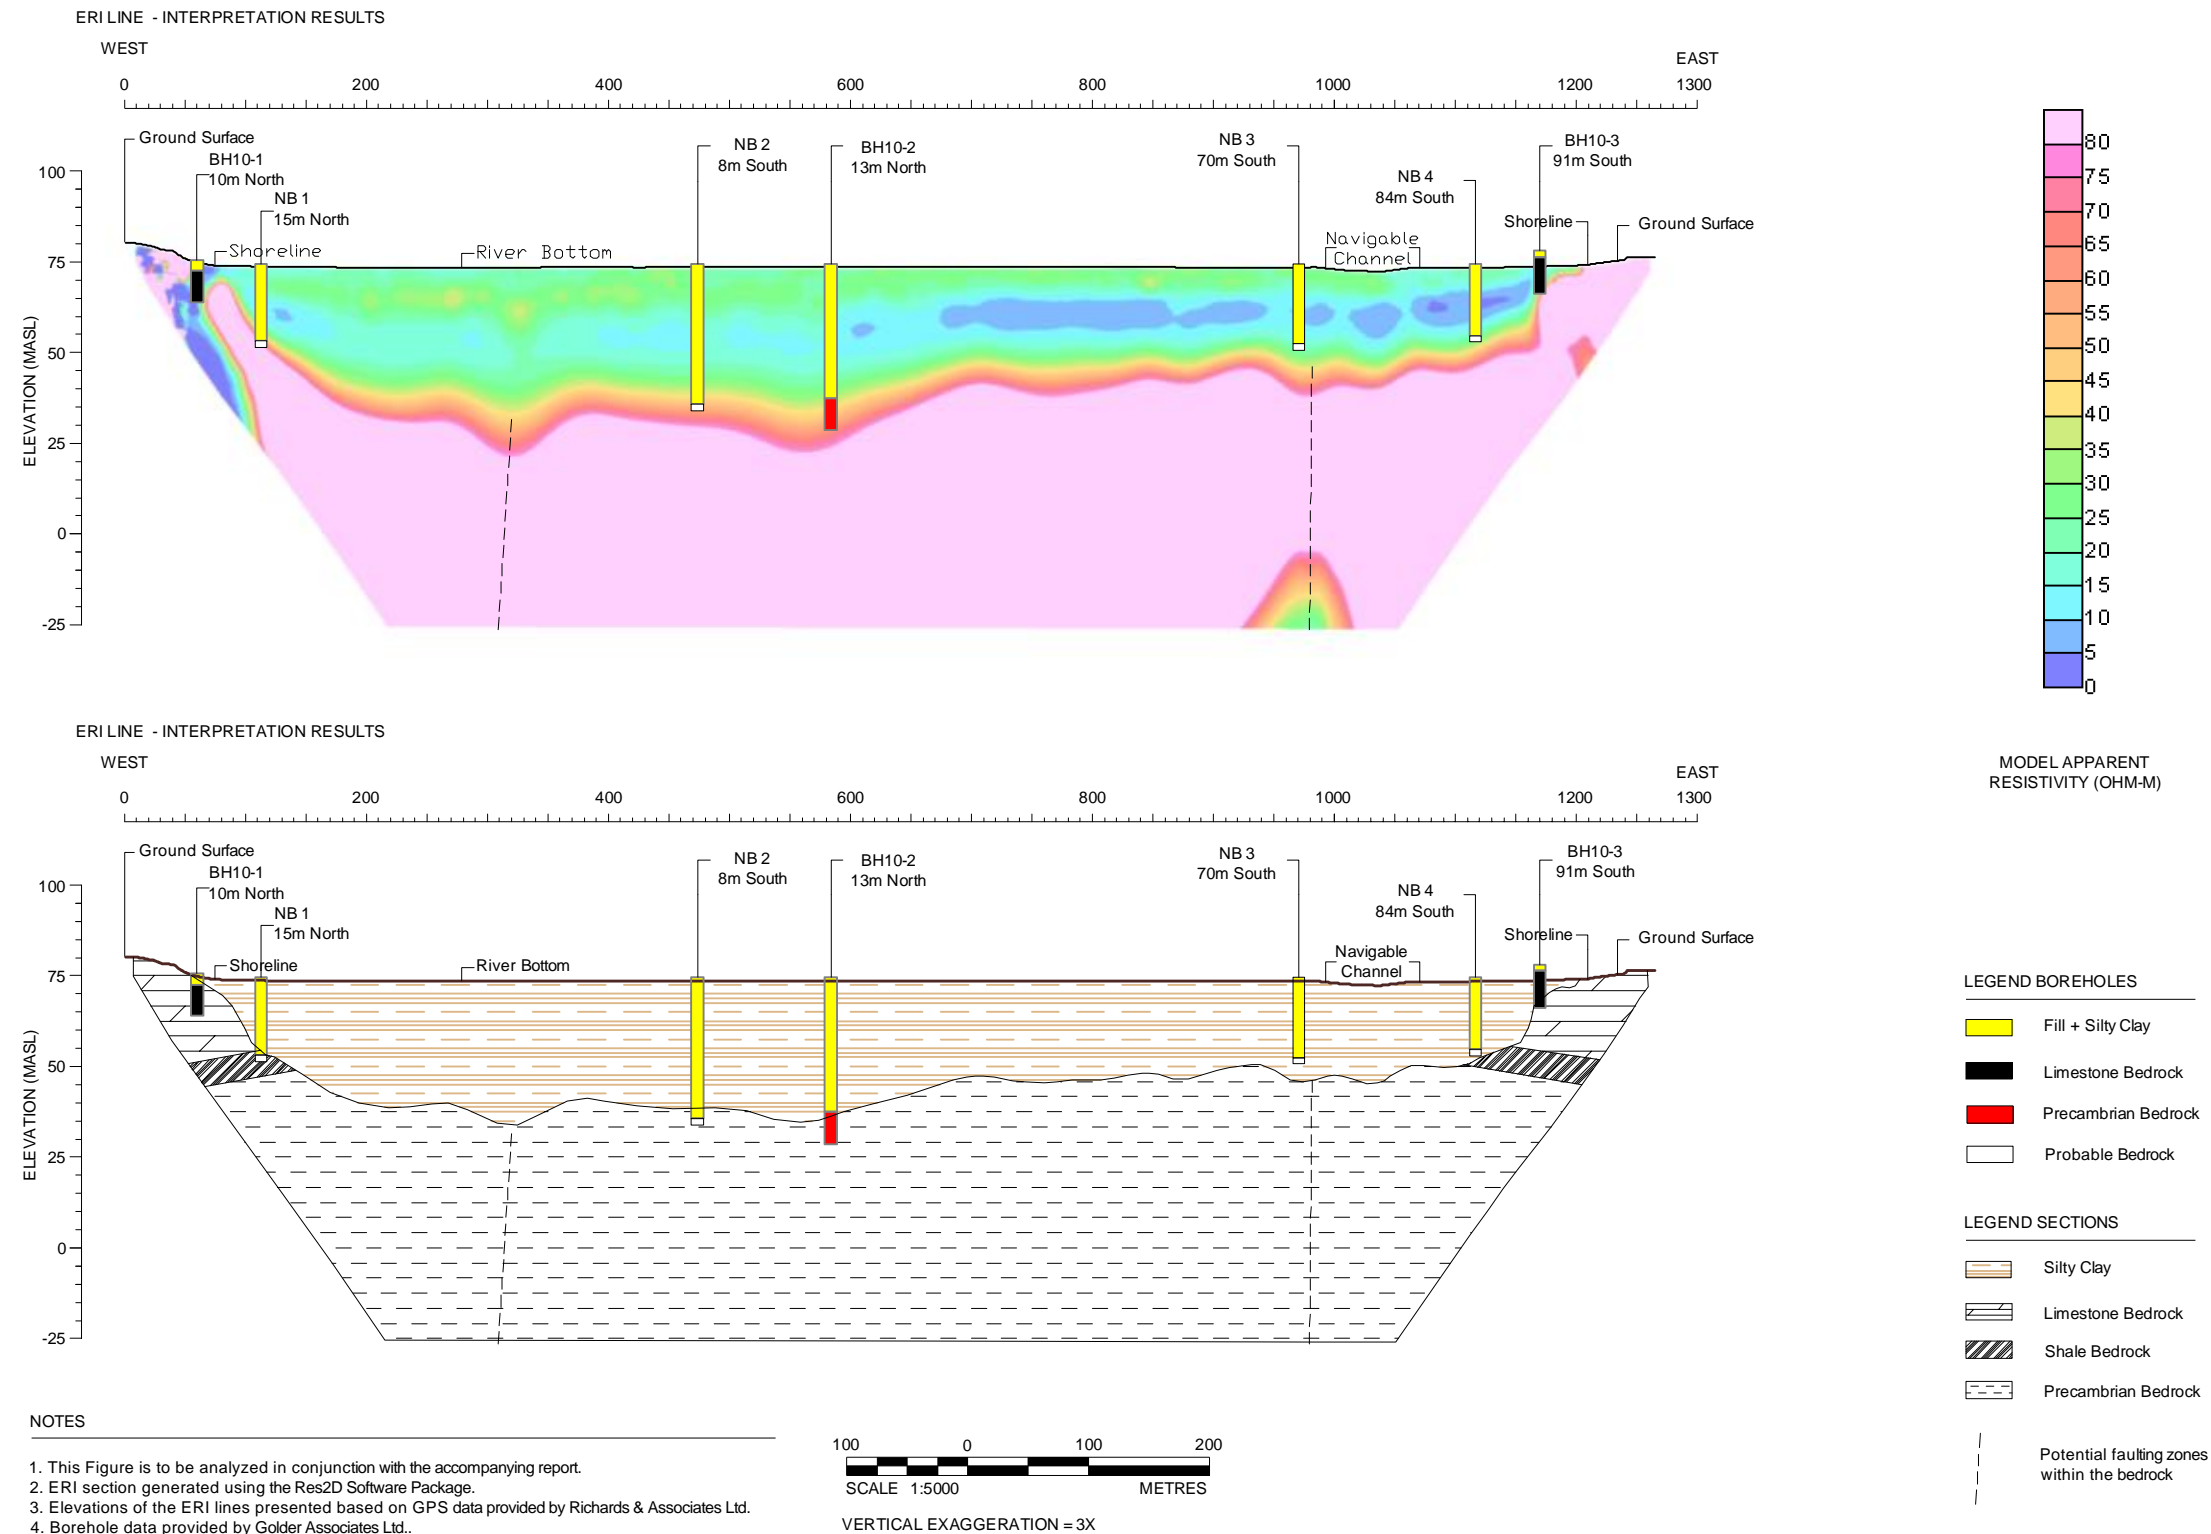 ERI LINE - INTERPRETATION RESULTS
WEST
EAST
0 200 400 600 800 1000 1200 1300
Ground Surface
BH10-1
10m North
NB 1
15m North
Shoreline
River Bottom
NB 2
8m South
BH10-2
13m North
NB 3
70m South
Navigable
Channel
NB 4
84m South
BH10-3
91m South
Shoreline
Ground Surface
ELEVATION (MASL)
100
75
50
25
0
-25
80
75
70
65
60
55
50
45
40
35
30
25
20
15
10
5
0
MODEL APPARENT
RESISTIVITY (OHM-M)
ERI LINE - INTERPRETATION RESULTS
WEST
EAST
0 200 400 600 800 1000 1200 1300
Ground Surface
BH10-1
10m North
NB 1
15m North
Shoreline
River Bottom
NB 2
8m South
BH10-2
13m North
NB 3
70m South
Navigable
Channel
NB 4
84m South
BH10-3
91m South
Shoreline
Ground Surface
ELEVATION (MASL)
100
75
50
25
0
-25
LEGEND BOREHOLES
Fill + Silty Clay
Limestone Bedrock
Precambrian Bedrock
Probable Bedrock
LEGEND SECTIONS
Silty Clay
Limestone Bedrock
Shale Bedrock
Precambrian Bedrock
Potential faulting zones
within the bedrock
NOTES
1. This Figure is to be analyzed in conjunction with the accompanying report.
2. ERI section generated using the Res2D Software Package.
3. Elevations of the ERI lines presented based on GPS data provided by Richards & Associates Ltd.
4. Borehole data provided by Golder Associates Ltd..
100 0 100 200
SCALE 1:5000 METRES
VERTICAL EXAGGERATION = 3X